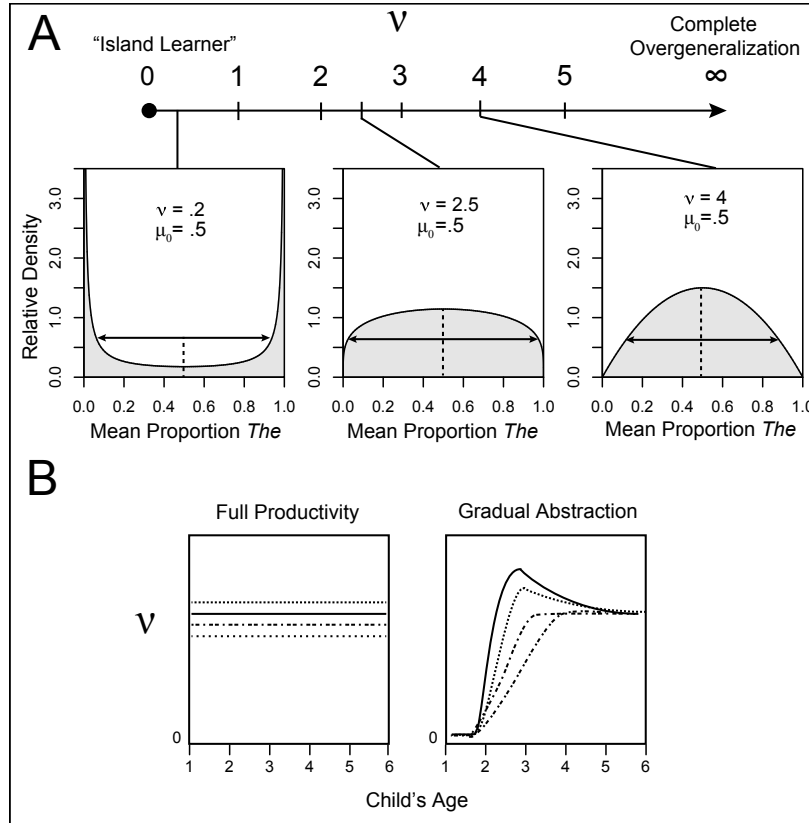 A
ν
"Island Learner"
Complete
Overgeneralization
0 1 2 3 4 5 ∞
Relative Density
0.0 1.0 2.0 3.0
ν = .2
μ0 = .5
0.0 0.2 0.4 0.6 0.8 1.0
Mean Proportion The
0.0 1.0 2.0 3.0
ν = 2.5
μ0 =.5
0.0 0.2 0.4 0.6 0.8 1.0
Mean Proportion The
0.0 1.0 2.0 3.0
ν = 4
μ0 =.5
0.0 0.2 0.4 0.6 0.8 1.0
Mean Proportion The
B
Full Productivity
Gradual Abstraction
ν
0
1 2 3 4 5 6
0
1 2 3 4 5 6
Child's Age